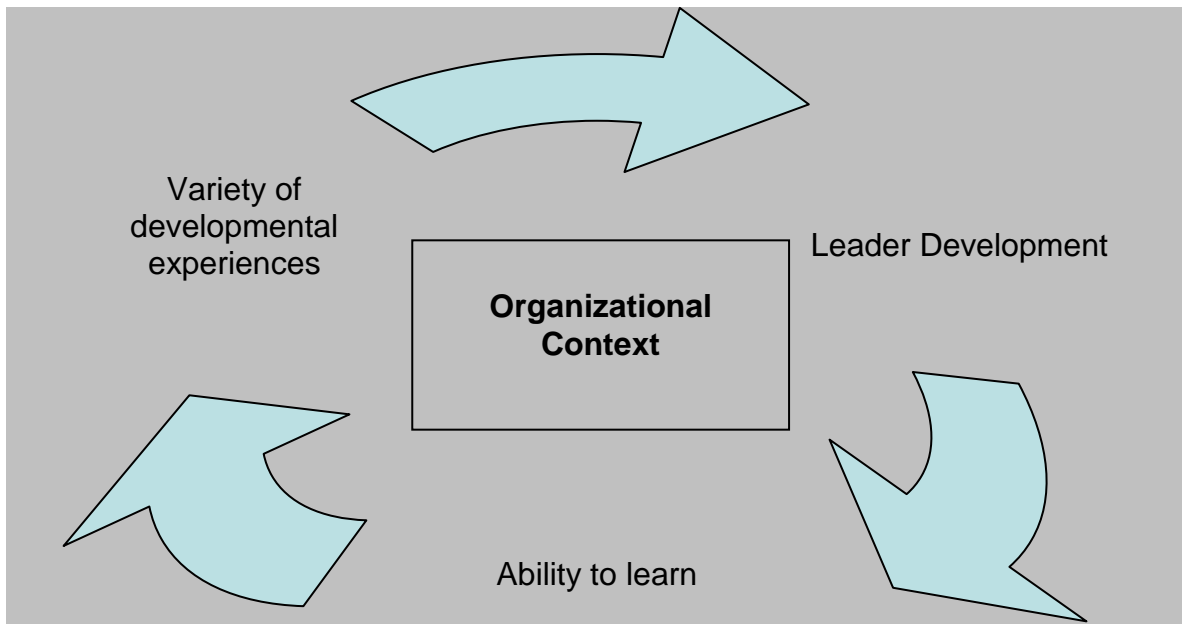 Variety of
developmental
experiences
Leader Development
Organizational
Context
Ability to learn